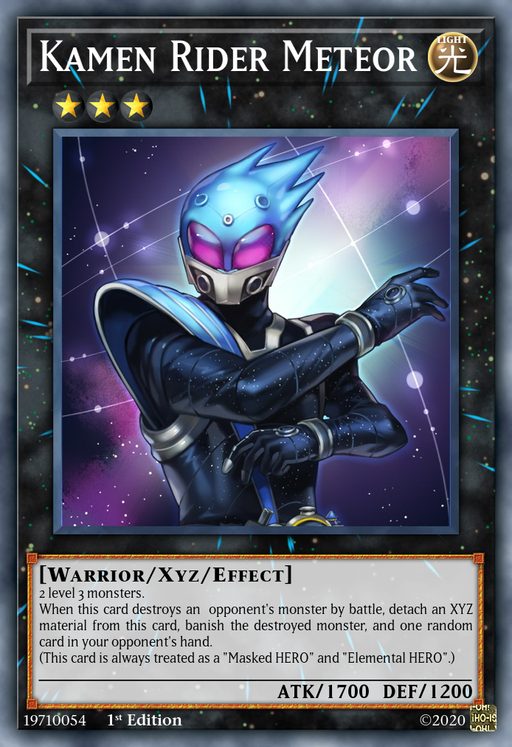 Kamen Rider Meteor
LIGHT
光
[Warrior/Xyz/Effect]
2 level 3 monsters.
When this card destroys an opponent's monster by battle, detach an XYZ
material from this card, banish the destroyed monster, and one random
card in your opponent's hand.
(This card is always treated as a "Masked HERO" and "Elemental HERO".)
ATK/1700 DEF/1200
19710054 1st Edition ©2020